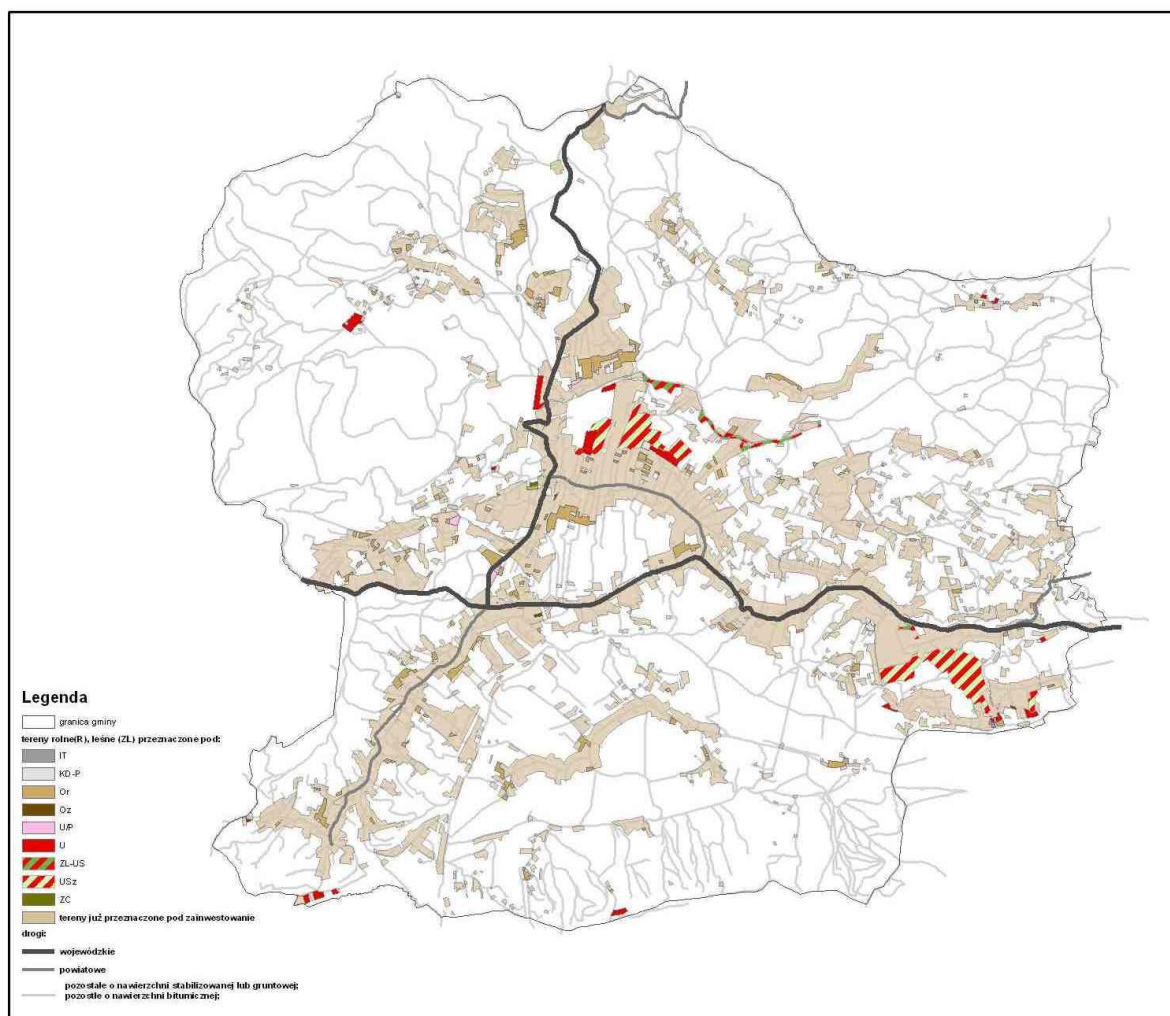 Legenda
granica gminy
tereny rolne(R), leśne (ZL) przeznaczone pod:
IT
KD-P
Or
Oz
U/P
U
ZL-US
USz
ZC
tereny już przeznaczone pod zainwestowanie
drogi:
wojewódzkie
powiatowe
pozostałe o nawierzchni stabilizowanej lub gruntowej;
pozostłe o nawierzchni bitumicznej;